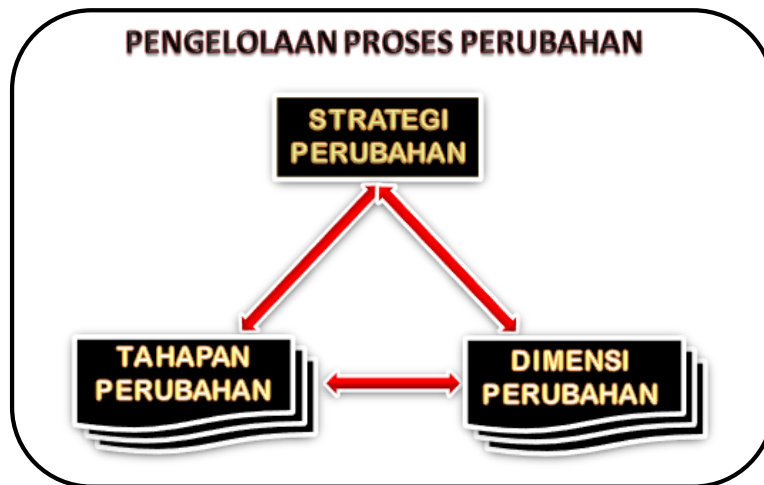 PENGELOLAAN PROSES PERUBAHAN
STRATEGI
PERUBAHAN
TAHAPAN
PERUBAHAN
DIMENSI
PERUBAHAN